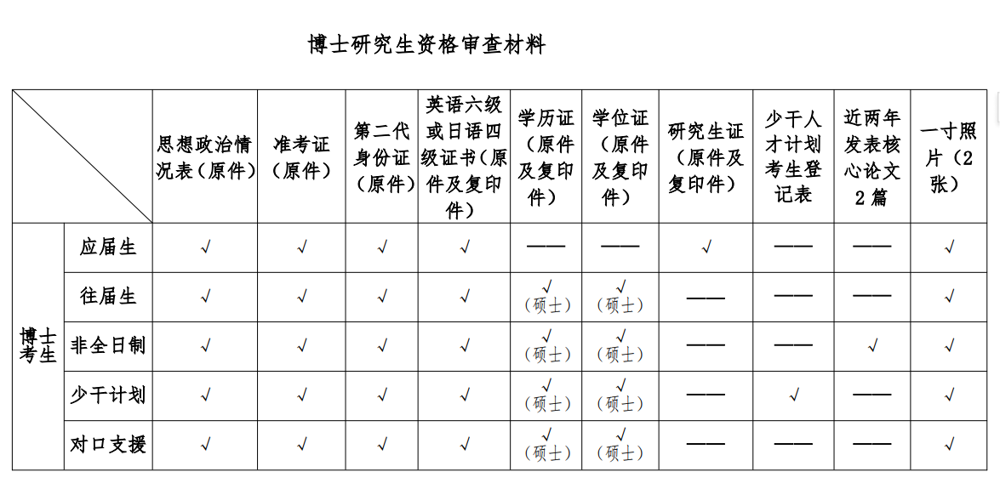 博士研究生资格审查材料
思想政治情
况表（原件）
准考证
（原件）
第二代
身份证
（原件）
英语六级
或日语四
级证书（原
件及复印
件）
学历证
（原件
及复印
件）
学位证
（原件
及复印
件）
研究生证
（原件及
复印件）
少干人
才计划
考生登
记表
近两年
发表核
心论文
2 篇
一寸照
片（2
张）
博士
考生
应届生 √ √ √ √ —— —— √ —— —— √
往届生 √ √ √ √ √ √ —— —— —— √
（硕士） （硕士）
非全日制 √ √ √ √ √ √ —— —— √ √
（硕士） （硕士）
少干计划 √ √ √ √ √ √ —— √ —— √
（硕士） （硕士）
对口支援 √ √ √ √ √ √ —— —— —— √
（硕士） （硕士）